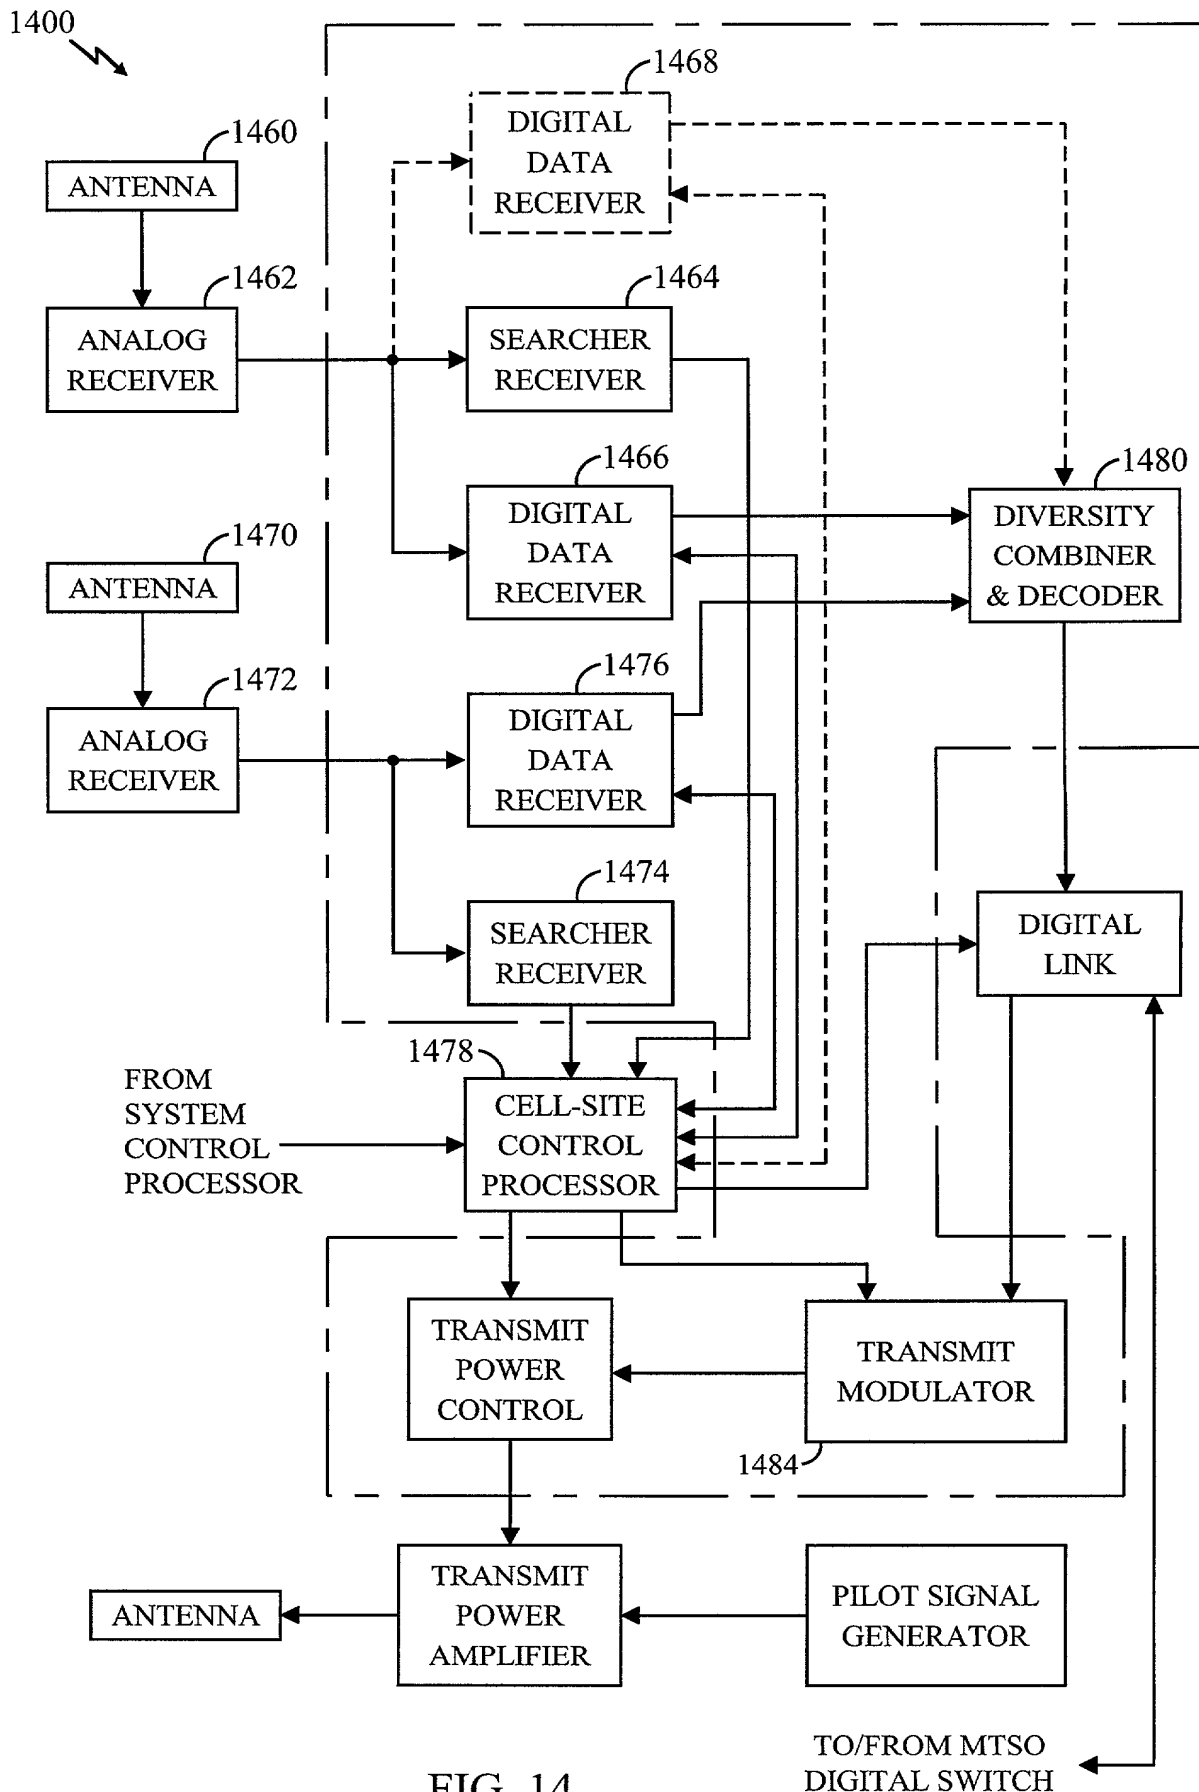 1400
1468
DIGITAL
DATA
RECEIVER
1460
ANTENNA
1462
ANALOG
RECEIVER
1464
SEARCHER
RECEIVER
1466
DIGITAL
DATA
RECEIVER
1480
DIVERSITY
COMBINER
& DECODER
1470
ANTENNA
1472
ANALOG
RECEIVER
1476
DIGITAL
DATA
RECEIVER
1474
SEARCHER
RECEIVER
DIGITAL
LINK
1478
CELL-SITE
CONTROL
PROCESSOR
FROM
SYSTEM
CONTROL
PROCESSOR
TRANSMIT
POWER
CONTROL
TRANSMIT
MODULATOR
1484
TRANSMIT
POWER
AMPLIFIER
ANTENNA
PILOT SIGNAL
GENERATOR
TO/FROM MTSO
DIGITAL SWITCH
FIG. 14